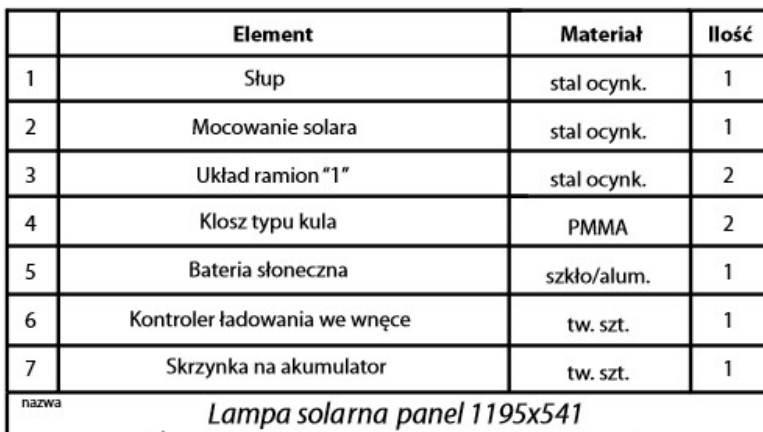 Element Materiał Ilość
1 Słup stal ocynk. 1
2 Mocowanie solara stal ocynk. 1
3 Układ ramion "1" stal ocynk. 2
4 Klosz typu kula PMMA 2
5 Bateria słoneczna szkło/alum. 1
6 Kontroler ładowania we wnęce tw. szt. 1
7 Skrzynka na akumulator tw. szt. 1
nazwa
Lampa solarna panel 1195x541